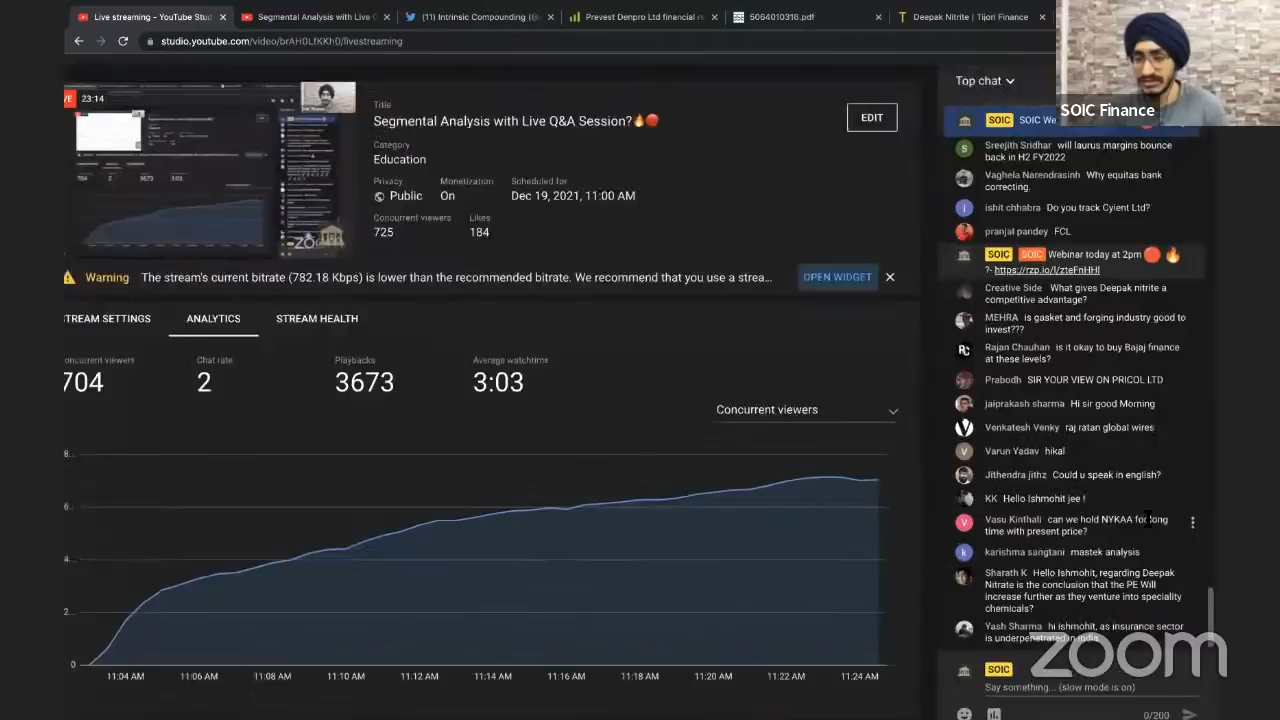 Live streaming - YouTube Stud
Segmental Analysis with Live Q
(11) Intrinsic Compounding (@
Prevest Denpro Ltd financial re
5064010316.pdf
Deepak Nitrite | Tijori Finance
studio.youtube.com/video/brAH0LfKKh0/livestreaming
SOIC Finance
23:14
Title
Segmental Analysis with Live Q&A Session?🔥🔴
EDIT
Category
Education
Privacy
Monetization
Scheduled for
Public
On
Dec 19, 2021, 11:00 AM
Concurrent viewers
Likes
725
184
Warning
The stream's current bitrate (782.18 Kbps) is lower than the recommended bitrate. We recommend that you use a strea...
OPEN WIDGET
STREAM SETTINGS
ANALYTICS
STREAM HEALTH
concurrent viewers
Chat rate
Playbacks
Average watchtime
704
2
3673
3:03
Concurrent viewers
8...
6...
4...
2...
0
11:04 AM
11:06 AM
11:08 AM
11:10 AM
11:12 AM
11:14 AM
11:16 AM
11:18 AM
11:20 AM
11:22 AM
11:24 AM
Top chat
SOIC SOIC We
Sreejith Sridhar will laurus margins bounce
back in H2 FY2022
Vaghela Narendrasinh Why equitas bank
correcting.
ishit chhabra Do you track Cyient Ltd?
pranjal pandey FCL
SOIC SOIC Webinar today at 2pm 🔴 🔥
?- https://rzp.io/l/zteFnHHl
Creative Side What gives Deepak nitrite a
competitive advantage?
MEHRA is gasket and forging industry good to
invest???
Rajan Chauhan is it okay to buy Bajaj finance
at these levels?
Prabodh SIR YOUR VIEW ON PRICOL LTD
jaiprakash sharma Hi sir good Morning
Venkatesh Venky raj ratan global wires
Varun Yadav hikal
Jithendra jithz Could u speak in english?
KK Hello Ishmohit jee !
Vasu Kinthali can we hold NYKAA for long
time with present price?
karishma sangtani mastek analysis
Sharath K Hello Ishmohit, regarding Deepak
Nitrate is the conclusion that the PE Will
increase further as they venture into speciality
chemicals?
Yash Sharma hi ishmohit, as insurance sector
is underpenetrated in india
zoom
SOIC
Say something... (slow mode is on)
0/200